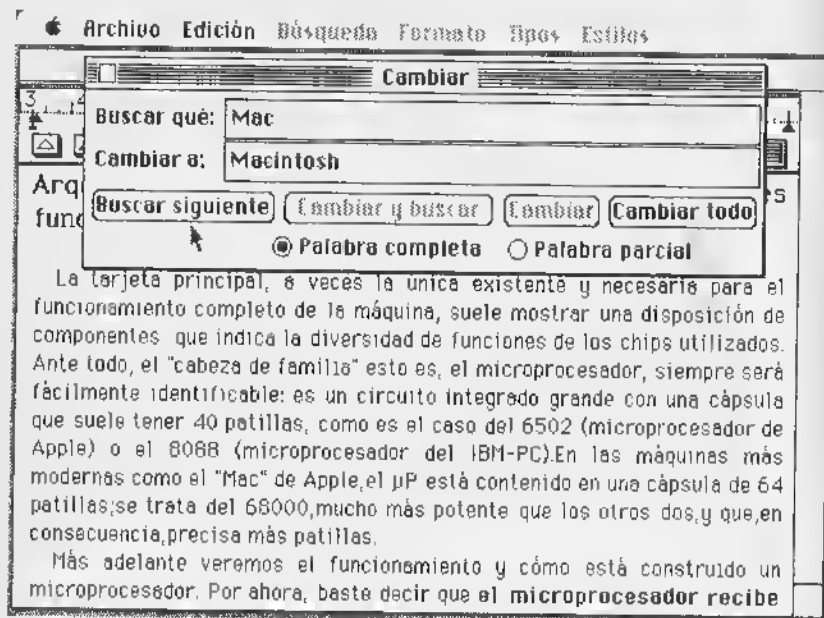 Archivo Edición Búsqueda Formato Tipos Estilos
Cambiar
Buscar qué: Mac
Cambiar a: Macintosh
Buscar siguiente Cambiar y buscar Cambiar Cambiar todo
Palabra completa Palabra parcial
3
Arq s
func
La tarjeta principal, a veces la única existente y necesaria para el
funcionamiento completo de la máquina, suele mostrar una disposición de
componentes que indica la diversidad de funciones de los chips utilizados.
Ante todo, el "cabeza de familia" esto es, el microprocesador, siempre será
fácilmente identificable: es un circuito integrado grande con una cápsula
que suele tener 40 patillas, como es el caso del 6502 (microprocesador de
Apple) o el 8088 (microprocesador del IBM-PC).En las máquinas más
modernas como el "Mac" de Apple,el µP está contenido en una cápsula de 64
patillas;se trata del 68000,mucho más potente que los otros dos,y que,en
consecuencia,precisa más patillas.
Más adelante veremos el funcionamiento y cómo está construido un
microprocesador. Por ahora, baste decir que el microprocesador recibe